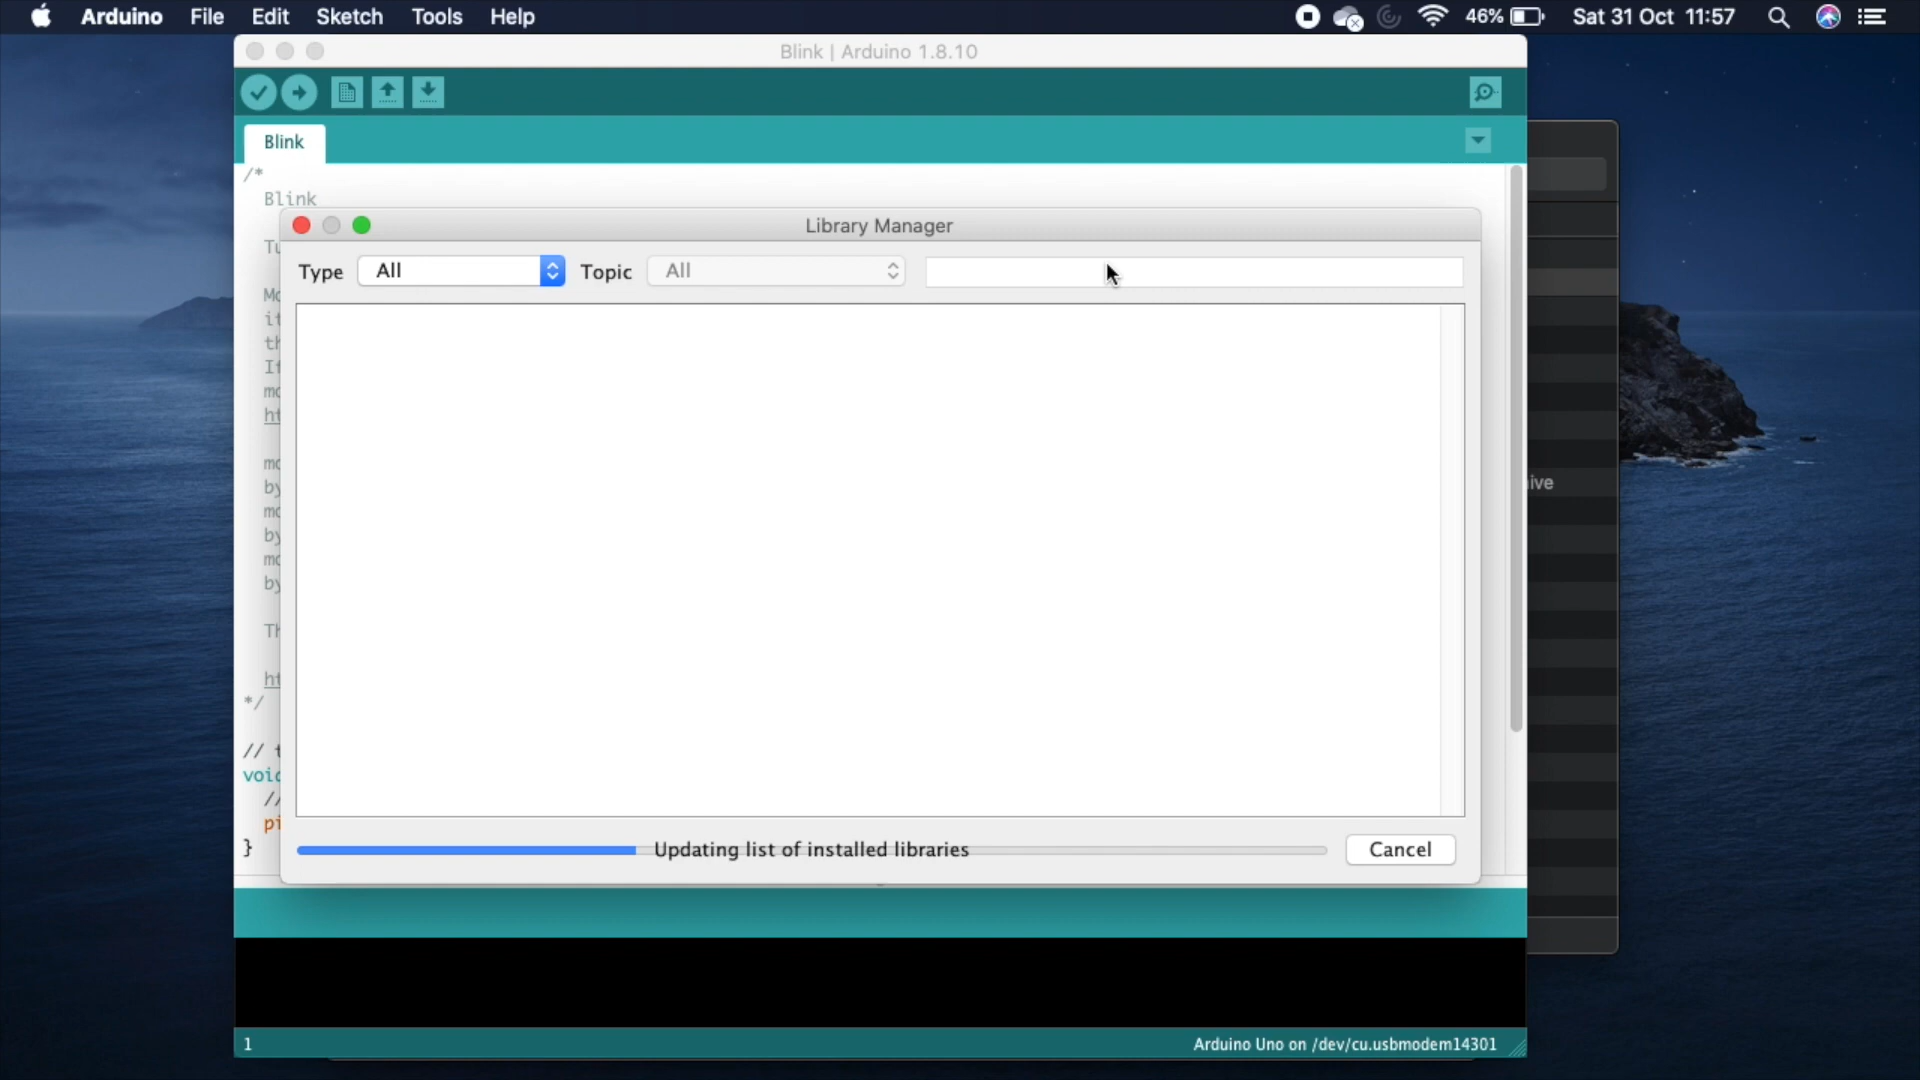 Arduino File Edit Sketch Tools Help 46% Sat 31 Oct 11:57
Blink | Arduino 1.8.10
Blink
/*
Blink
Library Manager
Type All Topic All
*/
//
}
Updating list of installed libraries Cancel
1 Arduino Uno on /dev/cu.usbmodem14301